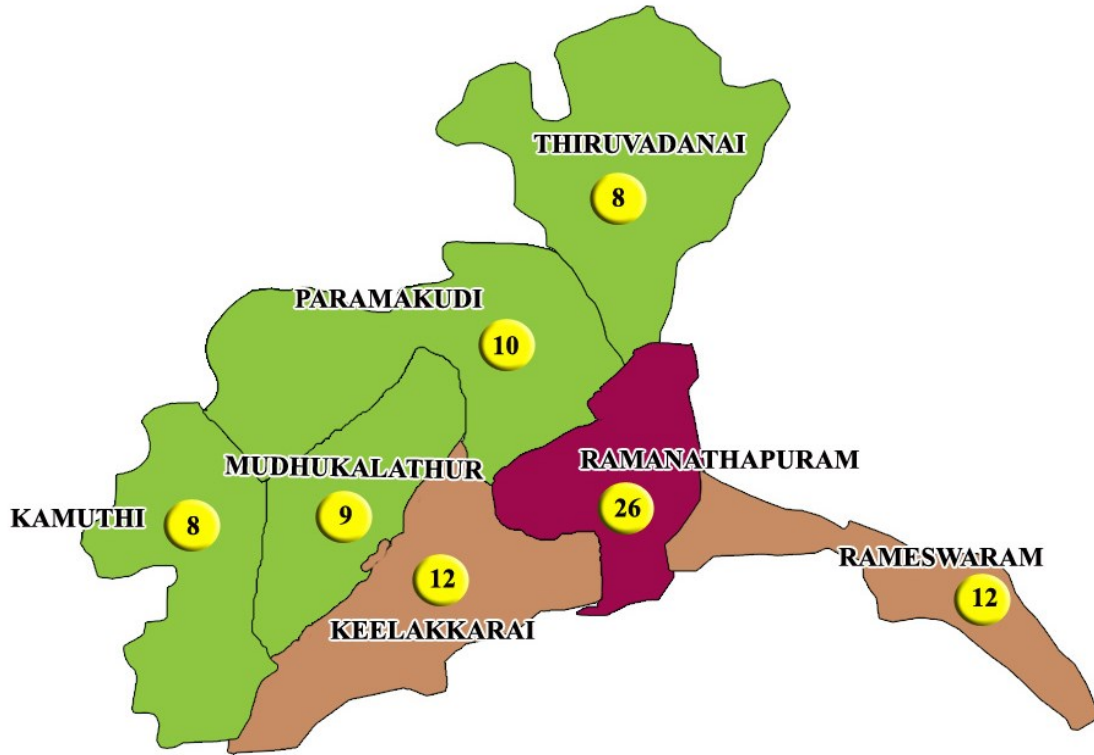 THIRUVADANAI
8
PARAMAKUDI
10
MUDHUKALATHUR
9
RAMANATHAPURAM
26
KAMUTHI
8
RAMESWARAM
12
KEELAKKARAI
12